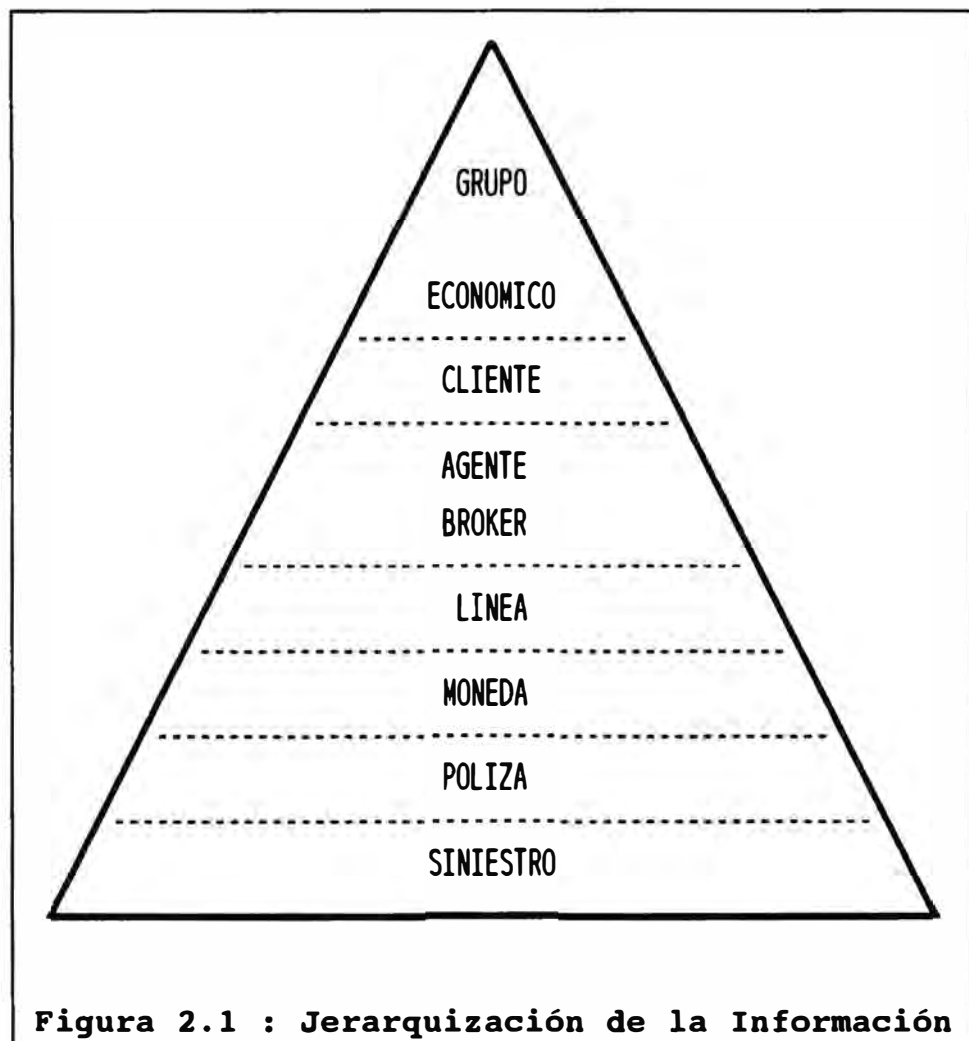 GRUPO
ECONOMICO
CLIENTE
AGENTE
BROKER
LINEA
MONEDA
POLIZA
SINIESTRO
Figura 2.1 : Jerarquización de la Información